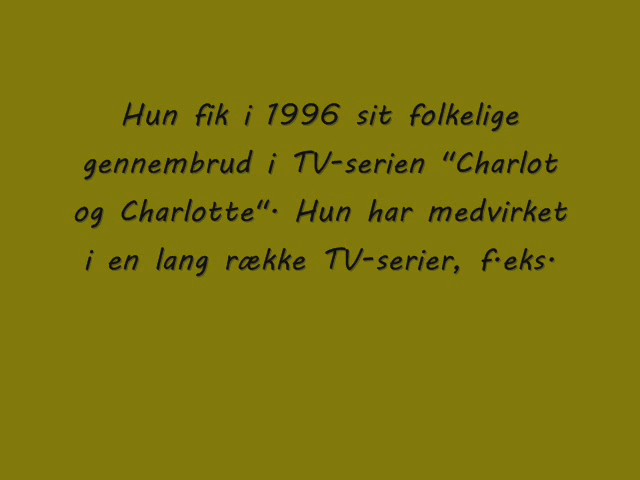 Hun fik i 1996 sit folkelige
gennembrud i TV-serien "Charlot
og Charlotte". Hun har medvirket
i en lang række TV-serier, f.eks.